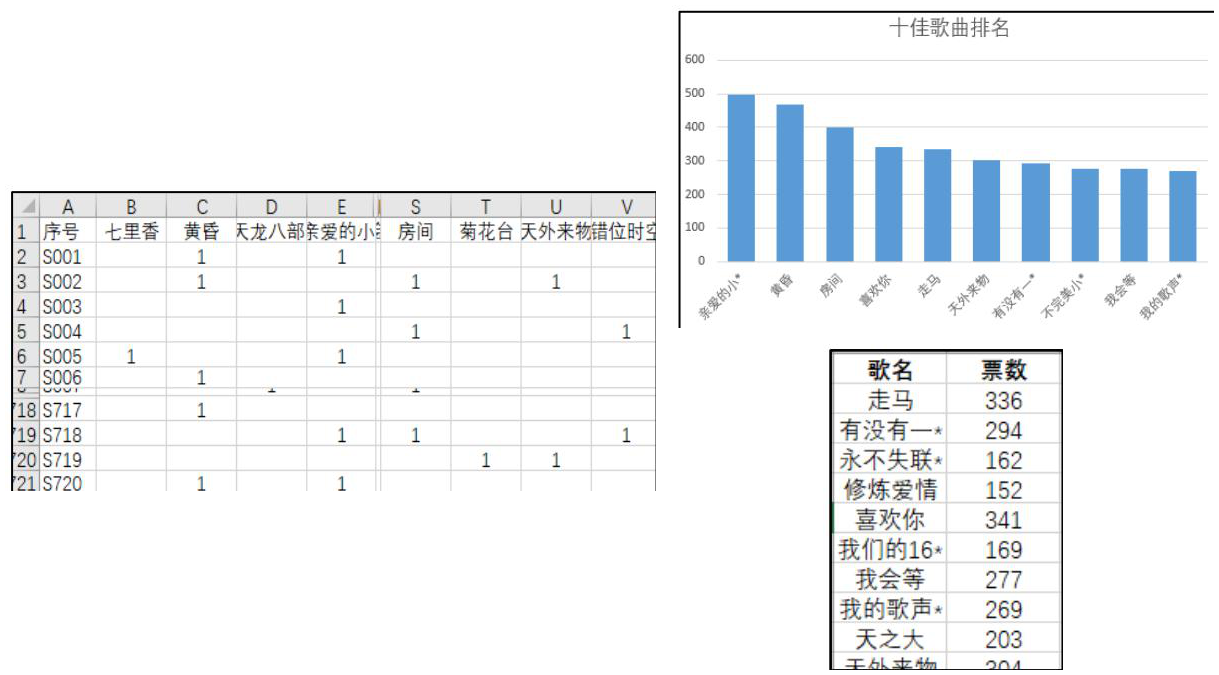 A B C D E S T U V
1 序号 七里香 黄昏 天龙八部 亲爱的小 房间 菊花台 天外来物 错位时空
2 S001 1 1
3 S002 1 1 1
4 S003 1
5 S004 1 1
6 S005 1 1
7 S006 1
718 S717 1
719 S718 1 1 1
720 S719 1 1
721 S720 1 1
十佳歌曲排名
600
500
400
300
200
100
0
亲爱的小* 黄昏 房间 喜欢你 走马 天外来物 有没有一* 不完美小* 我会等 我的歌声*
歌名 票数
走马 336
有没有一* 294
永不失联* 162
修炼爱情 152
喜欢你 341
我们的16* 169
我会等 277
我的歌声* 269
天之大 203
天外来物 304